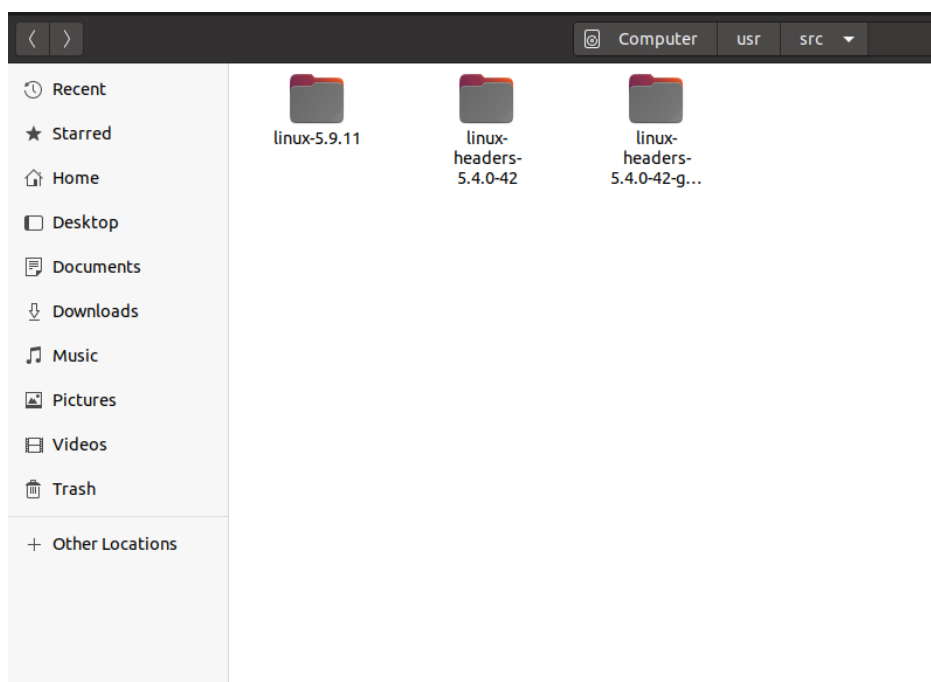 Computer usr src
Recent
Starred
Home
Desktop
Documents
Downloads
Music
Pictures
Videos
Trash
Other Locations
linux-5.9.11
linux-
headers-
5.4.0-42
linux-
headers-
5.4.0-42-g...